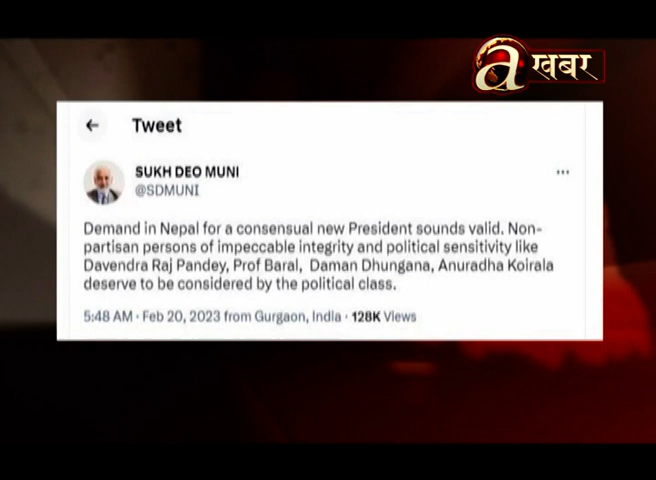 a खबर
Tweet
SUKH DEO MUNI
@SDMUNI
Demand in Nepal for a consensual new President sounds valid. Non-
partisan persons of impeccable integrity and political sensitivity like
Davendra Raj Pandey, Prof Baral, Daman Dhungana, Anuradha Koirala
deserve to be considered by the political class.
5:48 AM · Feb 20, 2023 from Gurgaon, India · 128K Views